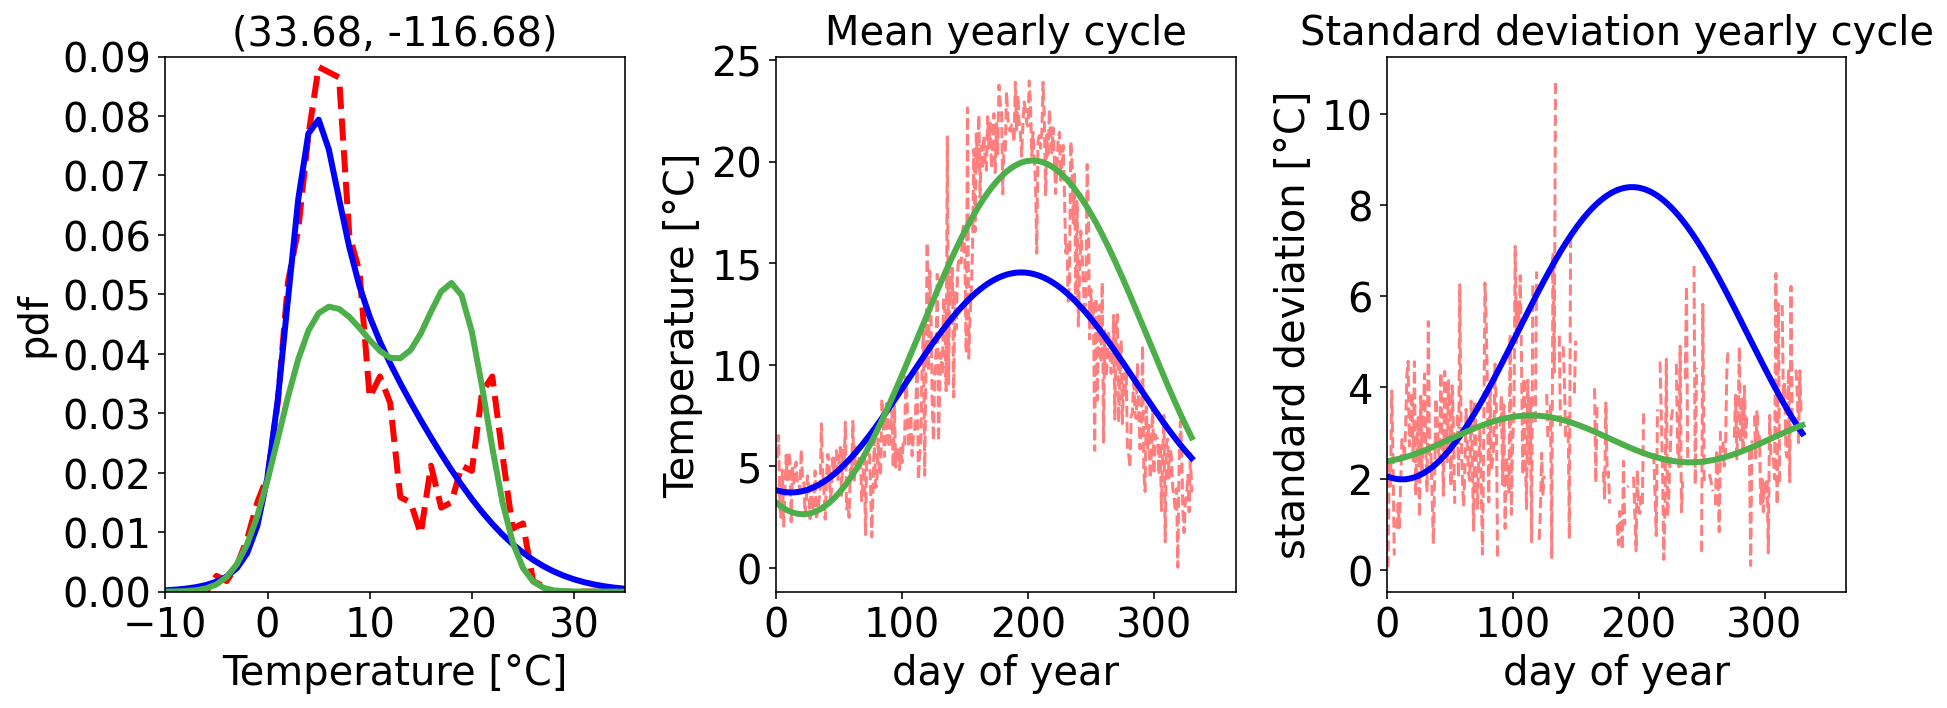 (33.68, -116.68)
0.09
0.08
0.07
0.06
0.05
0.04
0.03
0.02
0.01
0.00
pdf
−10 0 10 20 30
Temperature [°C]
Mean yearly cycle
25
20
15
10
5
0
Temperature [°C]
0 100 200 300
day of year
Standard deviation yearly cycle
10
8
6
4
2
0
standard deviation [°C]
0 100 200 300
day of year